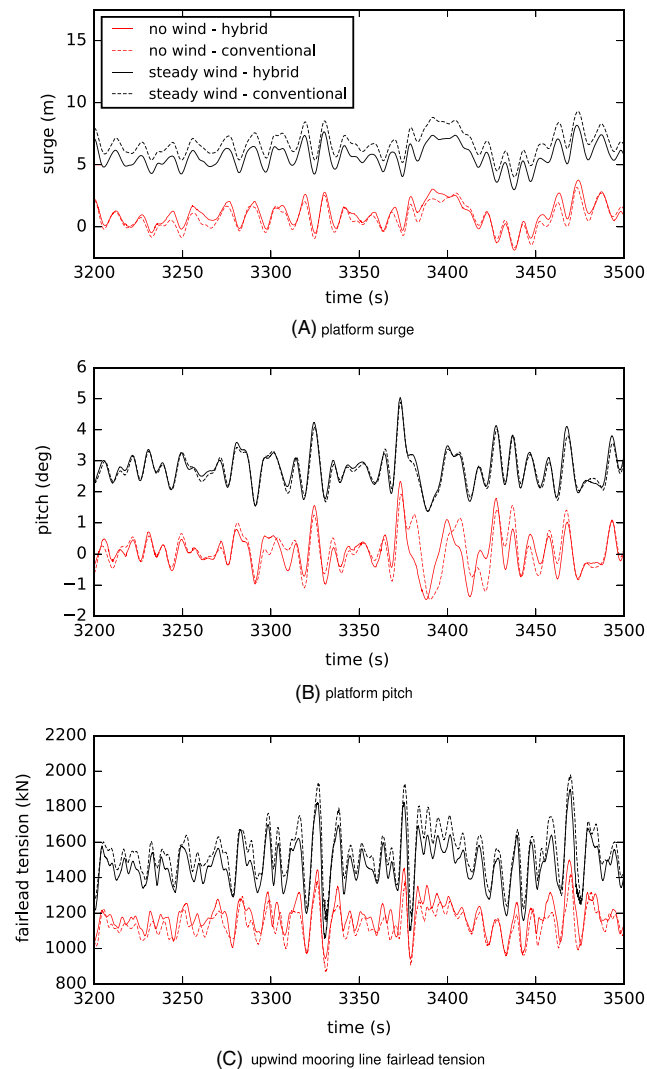 no wind - hybrid
no wind - conventional
steady wind - hybrid
steady wind - conventional
surge (m)
15
10
5
0
3200 3250 3300 3350 3400 3450 3500
time (s)
(A) platform surge
pitch (deg)
6
5
4
3
2
1
0
−1
−2
3200 3250 3300 3350 3400 3450 3500
time (s)
(B) platform pitch
fairlead tension (kN)
2200
2000
1800
1600
1400
1200
1000
800
3200 3250 3300 3350 3400 3450 3500
time (s)
(C) upwind mooring line fairlead tension